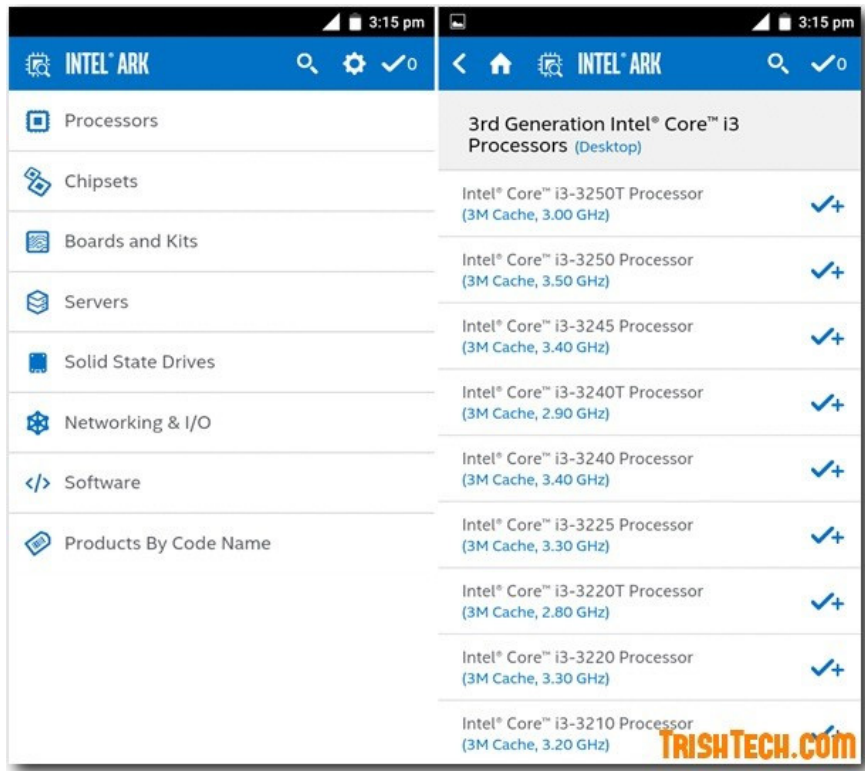 3:15 pm
INTEL® ARK
0
Processors
Chipsets
Boards and Kits
Servers
Solid State Drives
Networking & I/O
</> Software
Products By Code Name
3:15 pm
INTEL® ARK
0
3rd Generation Intel® Core™ i3
Processors (Desktop)
Intel® Core™ i3-3250T Processor
(3M Cache, 3.00 GHz)
Intel® Core™ i3-3250 Processor
(3M Cache, 3.50 GHz)
Intel® Core™ i3-3245 Processor
(3M Cache, 3.40 GHz)
Intel® Core™ i3-3240T Processor
(3M Cache, 2.90 GHz)
Intel® Core™ i3-3240 Processor
(3M Cache, 3.40 GHz)
Intel® Core™ i3-3225 Processor
(3M Cache, 3.30 GHz)
Intel® Core™ i3-3220T Processor
(3M Cache, 2.80 GHz)
Intel® Core™ i3-3220 Processor
(3M Cache, 3.30 GHz)
Intel® Core™ i3-3210 Processor
(3M Cache, 3.20 GHz)
TRISHTECH.COM